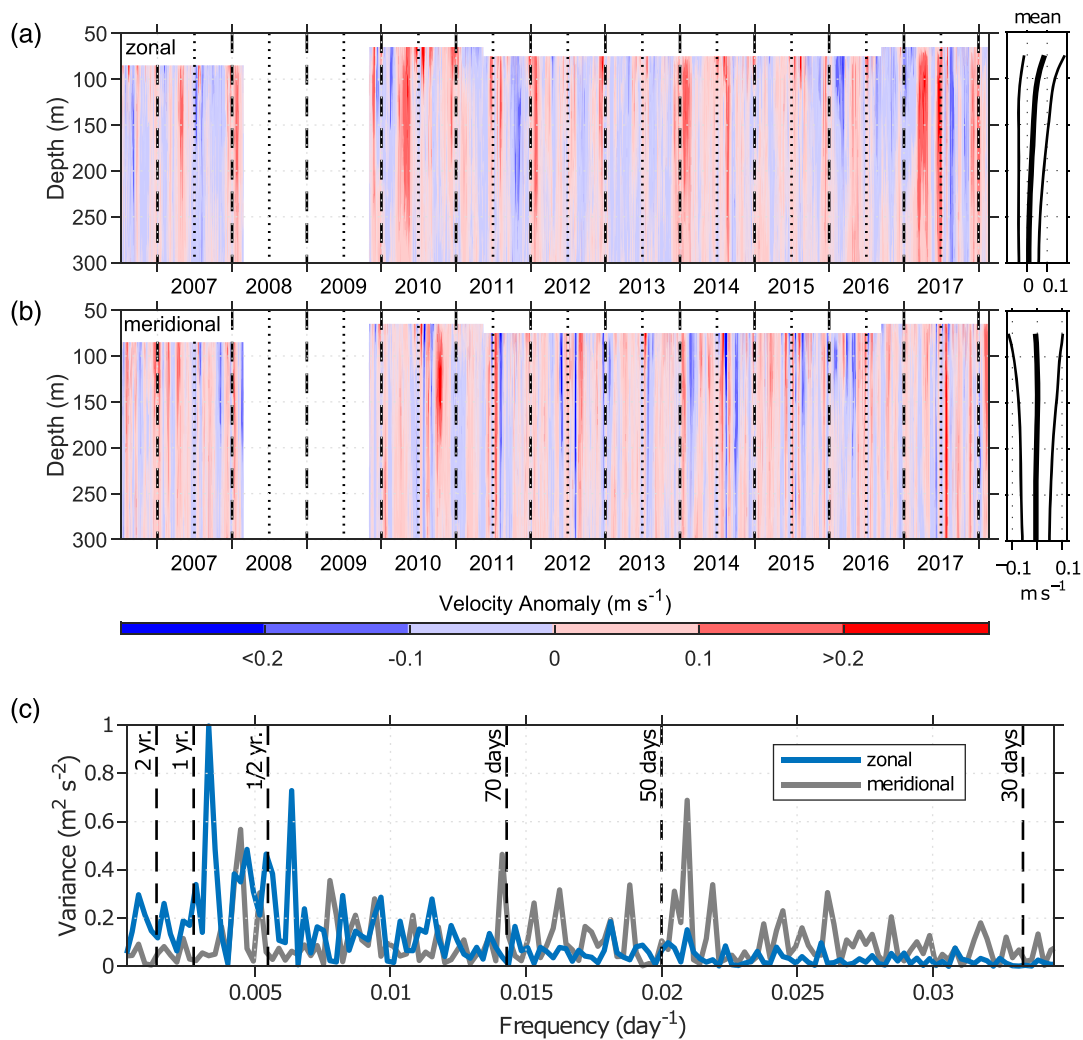 (a)
zonal
mean
Depth (m)
50
100
150
200
250
300
2007 2008 2009 2010 2011 2012 2013 2014 2015 2016 2017
0 0.1
(b)
meridional
Depth (m)
50
100
150
200
250
300
2007 2008 2009 2010 2011 2012 2013 2014 2015 2016 2017
−0.1 0.1
m s⁻¹
Velocity Anomaly (m s⁻¹)
<0.2 -0.1 0 0.1 >0.2
(c)
Variance (m² s⁻²)
1
0.8
0.6
0.4
0.2
0
2 yr.
1 yr.
1/2 yr.
70 days
50 days
30 days
zonal
meridional
0.005 0.01 0.015 0.02 0.025 0.03
Frequency (day⁻¹)